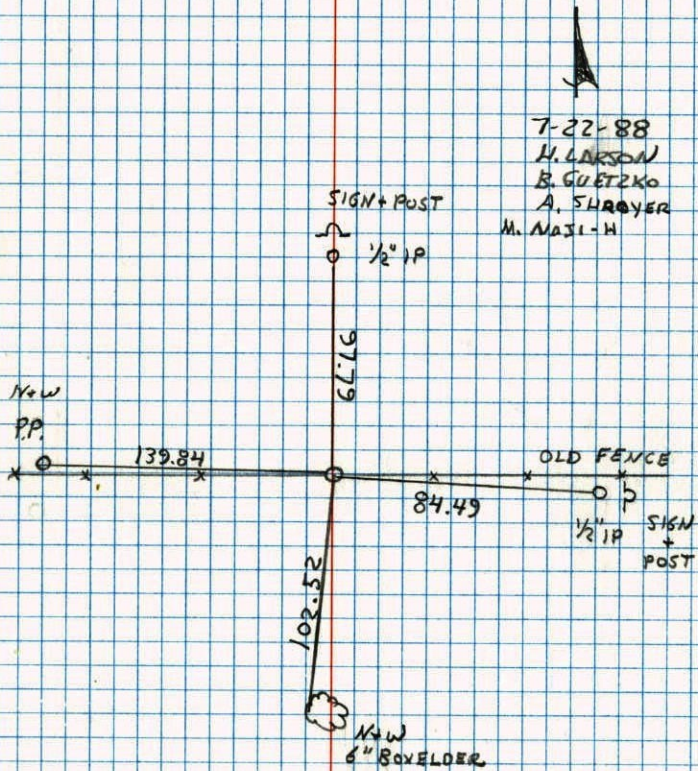 7-22-88
H. LARSON
B. GUETZKO
A. SHROYER
M. NAJI-H
SIGN + POST
1/2" IP
97.79
N+W
P.P.
139.84
OLD FENCE
84.49
1/2" IP
SIGN
+
POST
102.52
N+W
6" BOXELDER